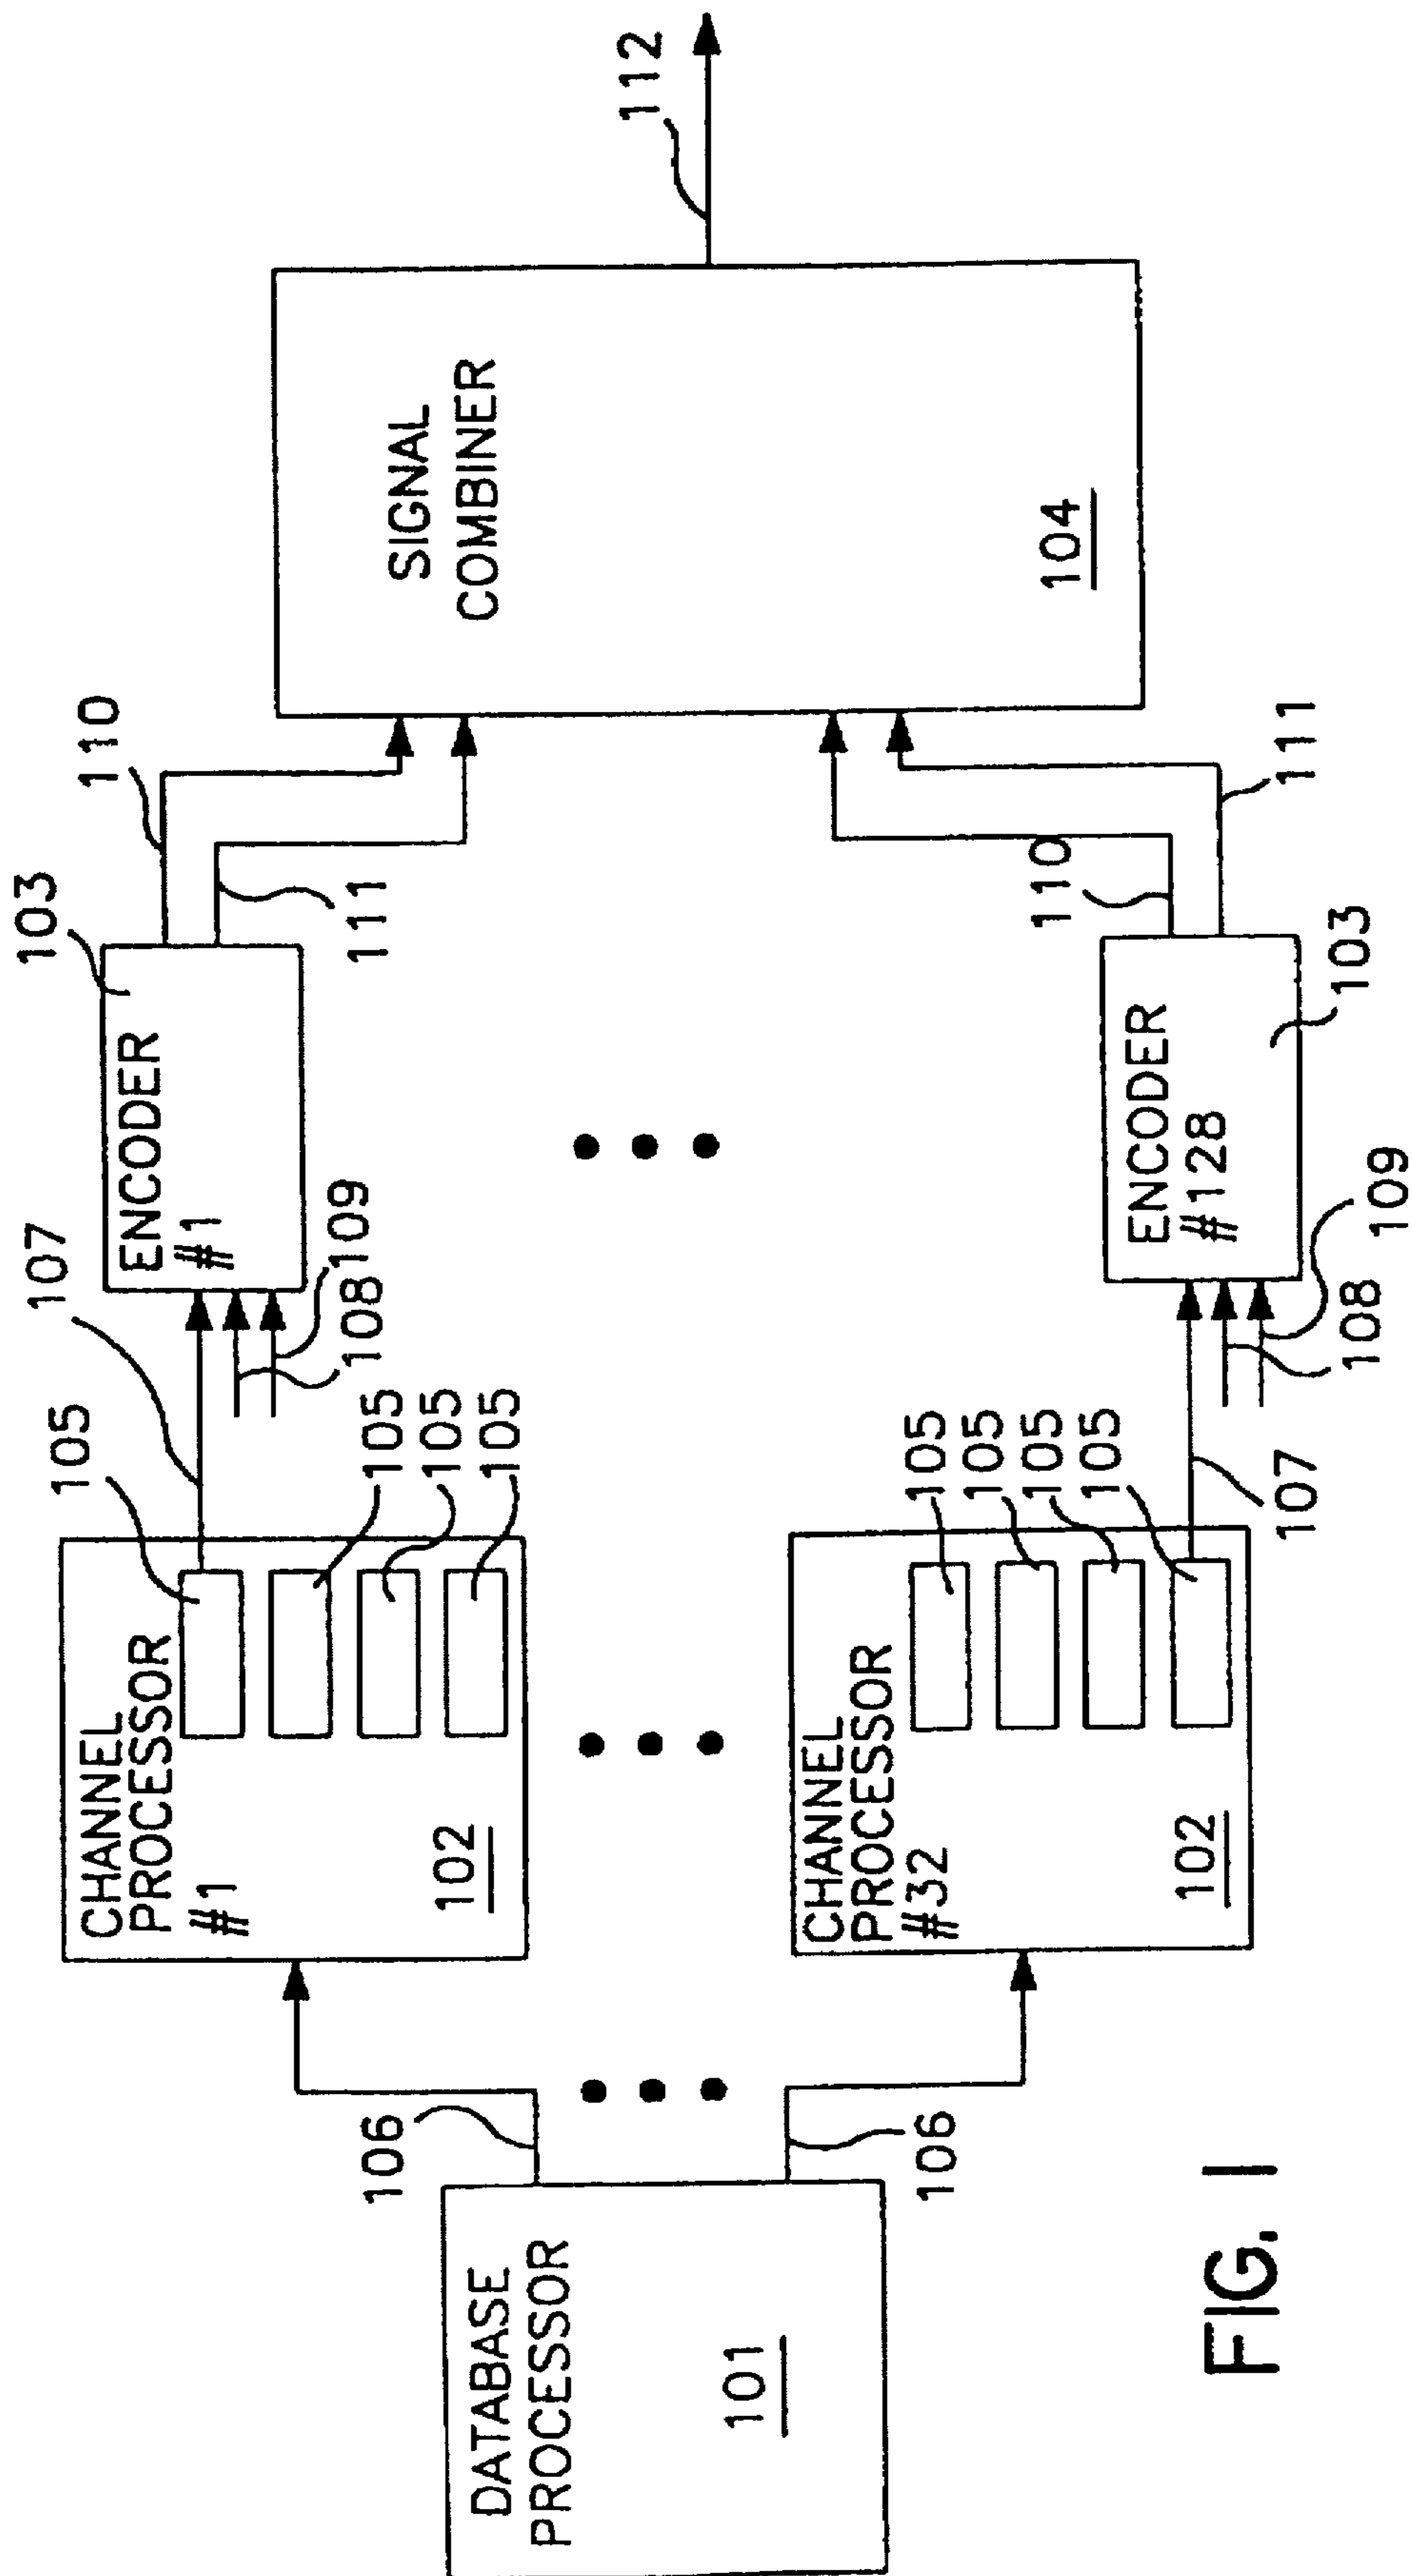 112
SIGNAL
COMBINER
104
110
111
110
111
103
ENCODER
#1
109
108
107
103
ENCODER
#128
109
108
107
105
105
105
105
CHANNEL
PROCESSOR
#1
102
105
105
105
105
CHANNEL
PROCESSOR
#32
102
106
106
DATABASE
PROCESSOR
101
FIG. 1